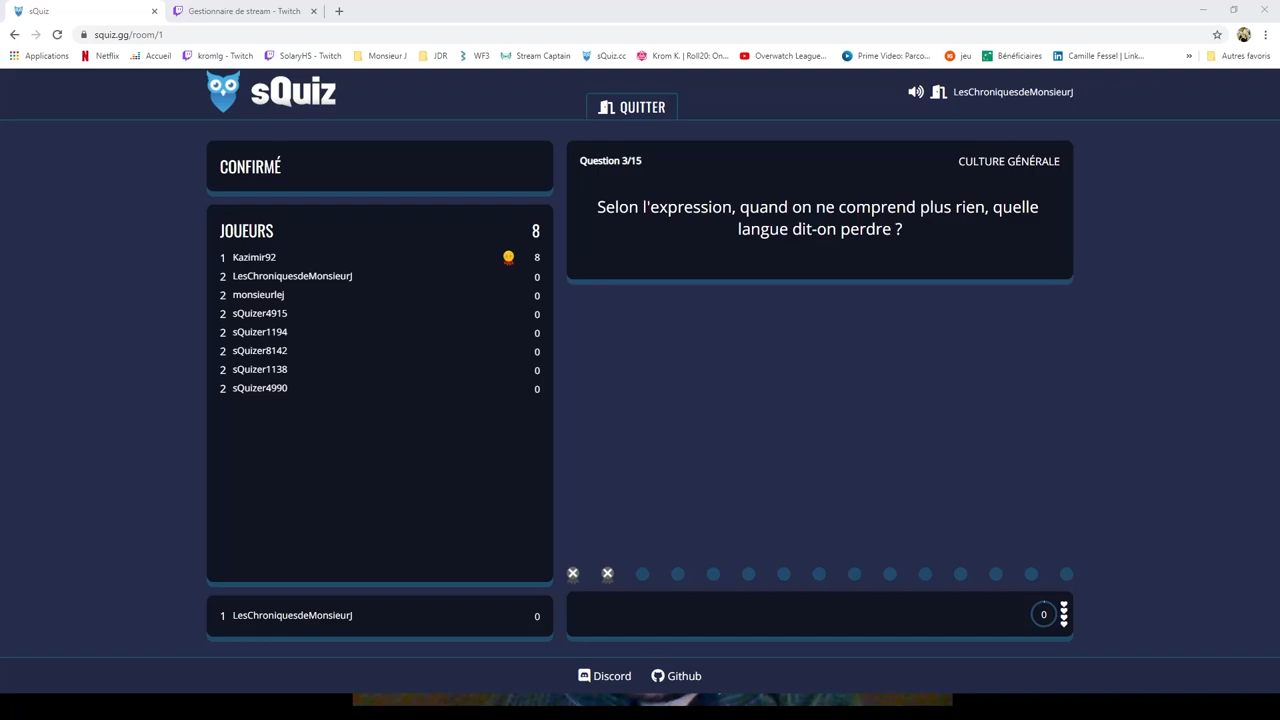 sQuiz
Gestionnaire de stream - Twitch
squiz.gg/room/1
Applications
Netflix
Accueil
kromlg - Twitch
SolaryHS - Twitch
Monsieur J
JDR
WF3
Stream Captain
sQuiz.cc
Krom K. | Roll20: On...
Overwatch League...
Prime Video: Parco...
jeu
Bénéficiaires
Camille Fessel | Link...
»
Autres favoris
sQuiz
QUITTER
LesChroniquesdeMonsieurJ
CONFIRMÉ
JOUEURS 8
1 Kazimir92 8
2 LesChroniquesdeMonsieurJ 0
2 monsieurlej 0
2 sQuizer4915 0
2 sQuizer1194 0
2 sQuizer8142 0
2 sQuizer1138 0
2 sQuizer4990 0
1 LesChroniquesdeMonsieurJ 0
Question 3/15 CULTURE GÉNÉRALE
Selon l'expression, quand on ne comprend plus rien, quelle
langue dit-on perdre ?
0
Discord
Github